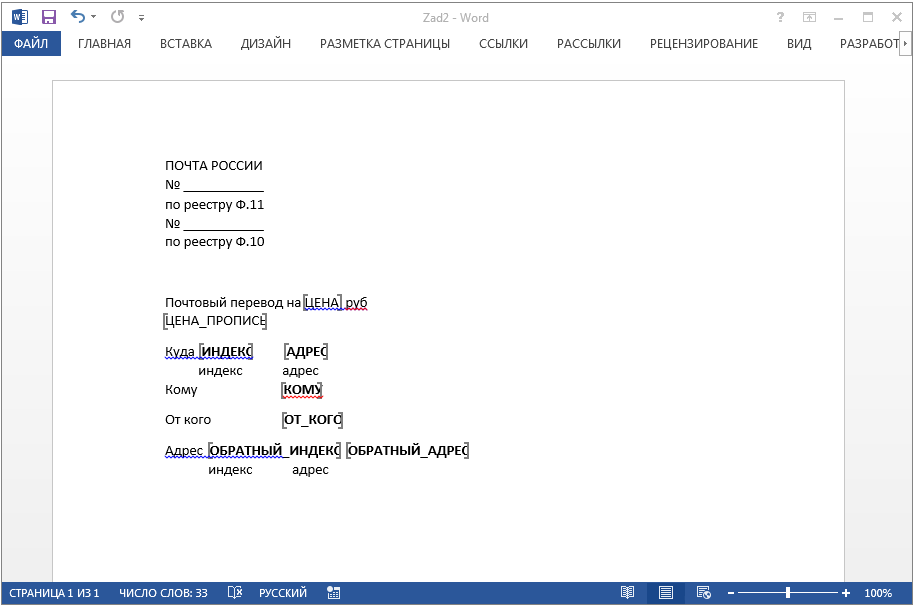 Zad2 - Word
ФАЙЛ ГЛАВНАЯ ВСТАВКА ДИЗАЙН РАЗМЕТКА СТРАНИЦЫ ССЫЛКИ РАССЫЛКИ РЕЦЕНЗИРОВАНИЕ ВИД РАЗРАБОТ
ПОЧТА РОССИИ
№ ___________
по реестру Ф.11
№ ___________
по реестру Ф.10
Почтовый перевод на [ЦЕНА] руб
[ЦЕНА_ПРОПИСЬ]
Куда [ИНДЕКС] [АДРЕС]
индекс адрес
Кому [КОМУ]
От кого [ОТ_КОГО]
Адрес [ОБРАТНЫЙ_ИНДЕКС] [ОБРАТНЫЙ_АДРЕС]
индекс адрес
СТРАНИЦА 1 ИЗ 1 ЧИСЛО СЛОВ: 33 РУССКИЙ 100%